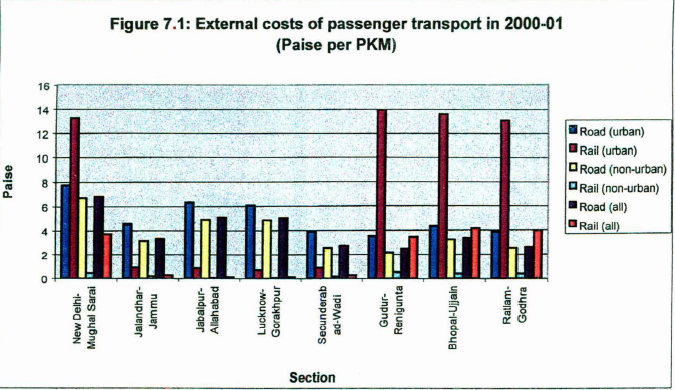 Figure 7.1: External costs of passenger transport in 2000-01
(Paise per PKM)
16
14
12
10
8
6
4
2
0
Paise
New Delhi-
Mughal Sarai
Jalandhar-
Jammu
Jabalpur-
Allahabad
Lucknow-
Gorakhpur
Secunderab
ad-Wadi
Gudur-
Renigunta
Bhopal-Ujjain
Ratlam-
Godhra
Section
Road (urban)
Rail (urban)
Road (non-urban)
Rail (non-urban)
Road (all)
Rail (all)